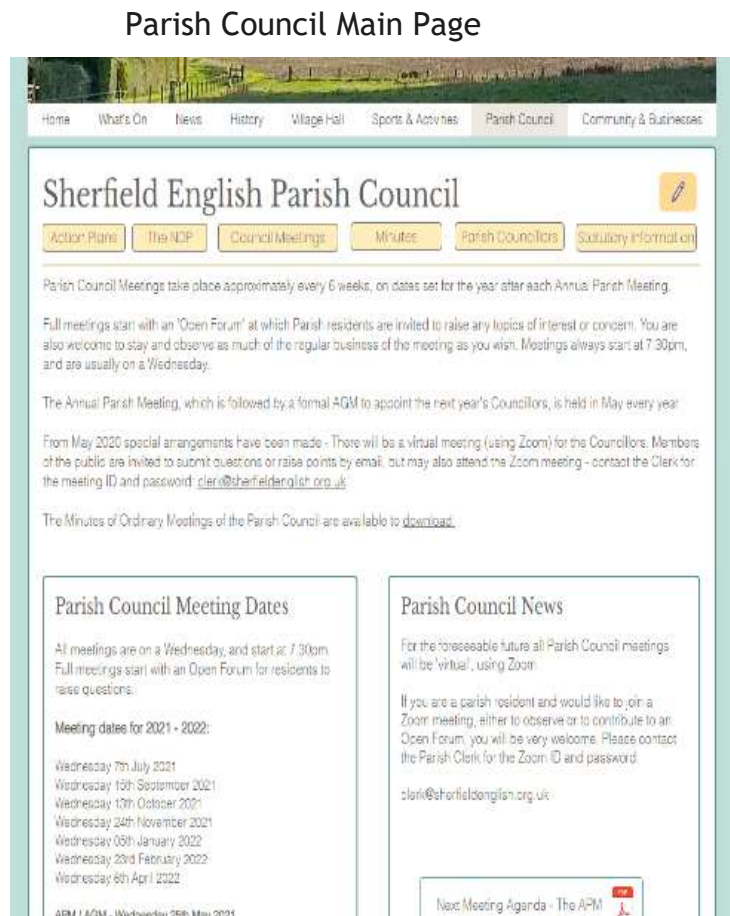 Parish Council Main Page
Home What's On News History Village Hall Sports & Activities Parish Council Community & Businesses
Sherfield English Parish Council
Action Plans The NDP Council Meetings Minutes Parish Councillors Statutory Information
Parish Council Meetings take place approximately every 6 weeks, on dates set for the year after each Annual Parish Meeting.
Full meetings start with an 'Open Forum' at which Parish residents are invited to raise any topics of interest or concern. You are
also welcome to stay and observe as much of the regular business of the meeting as you wish. Meetings always start at 7:30pm,
and are usually on a Wednesday.
The Annual Parish Meeting, which is followed by a formal AGM to appoint the next year's Councillors, is held in May every year
From May 2020 special arrangements have been made - There will be a virtual meeting (using Zoom) for the Councillors. Members
of the public are invited to submit questions or raise points by email, but may also attend the Zoom meeting - contact the Clerk for
the meeting ID and password: clerk@sherfieldenglish.org.uk
The Minutes of Ordinary Meetings of the Parish Council are available to download.
Parish Council Meeting Dates
All meetings are on a Wednesday, and start at 7.30pm.
Full meetings start with an Open Forum for residents to
raise questions.
Meeting dates for 2021 - 2022:
Wednesday 7th July 2021
Wednesday 15th September 2021
Wednesday 13th October 2021
Wednesday 24th November 2021
Wednesday 05th January 2022
Wednesday 23rd February 2022
Wednesday 6th April 2022
APM / AGM - Wednesday 25th May 2021
Parish Council News
For the foreseeable future all Parish Council meetings
will be 'virtual', using Zoom
If you are a parish resident and would like to join a
Zoom meeting, either to observe or to contribute to an
Open Forum, you will be very welcome. Please contact
the Parish Clerk for the Zoom ID and password.
clerk@sherfieldenglish.org.uk
Next Meeting Agenda - The APM
PDF